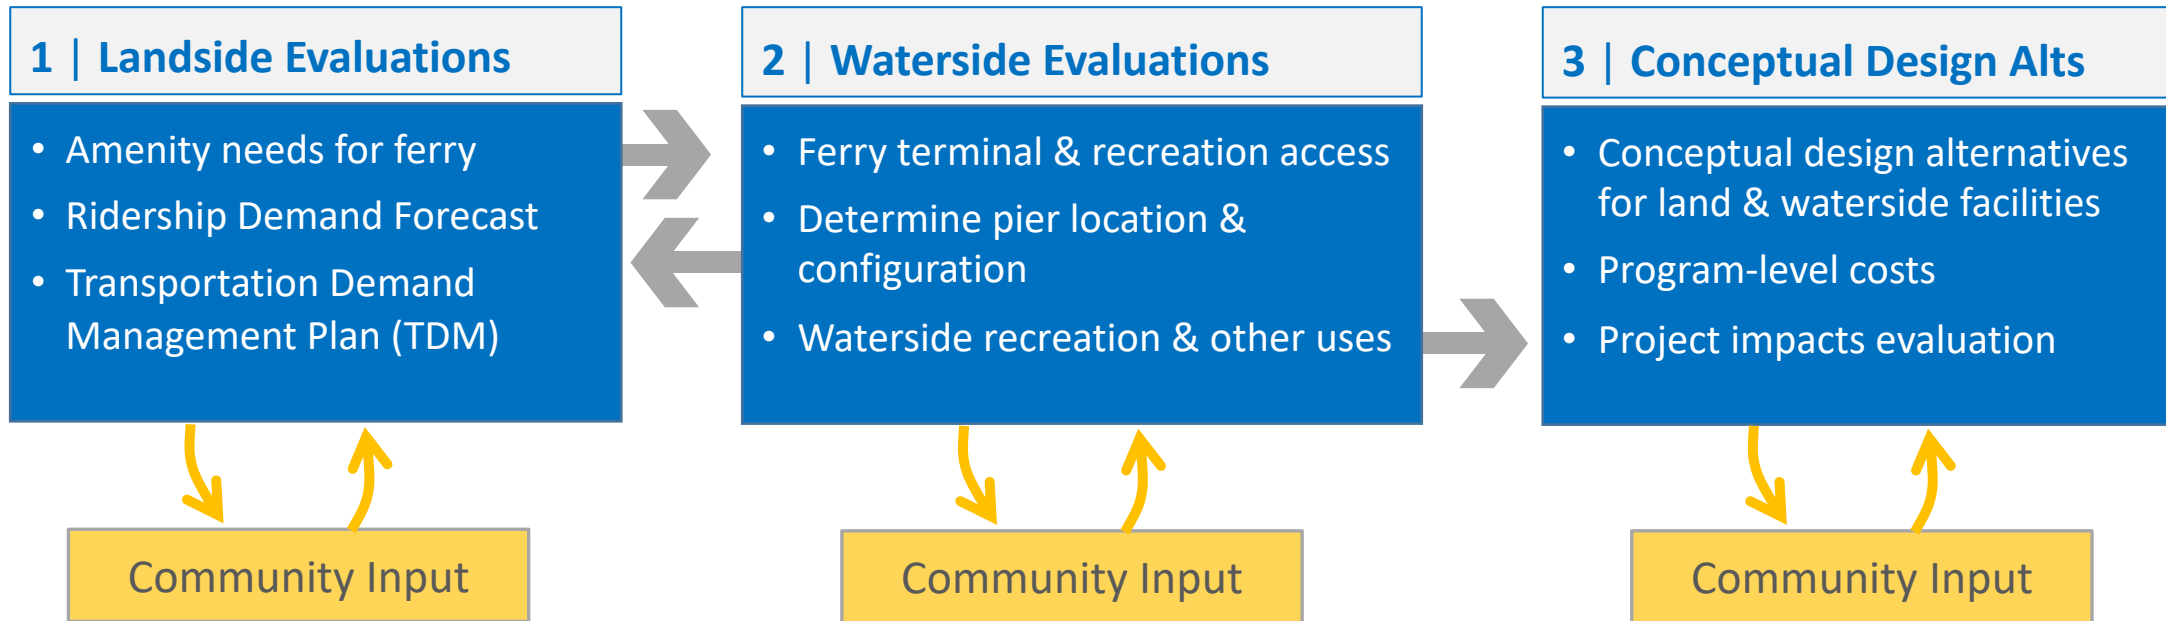 1 | Landside Evaluations
• Amenity needs for ferry
• Ridership Demand Forecast
• Transportation Demand
Management Plan (TDM)
Community Input
2 | Waterside Evaluations
• Ferry terminal & recreation access
• Determine pier location &
configuration
• Waterside recreation & other uses
Community Input
3 | Conceptual Design Alts
• Conceptual design alternatives
for land & waterside facilities
• Program-level costs
• Project impacts evaluation
Community Input